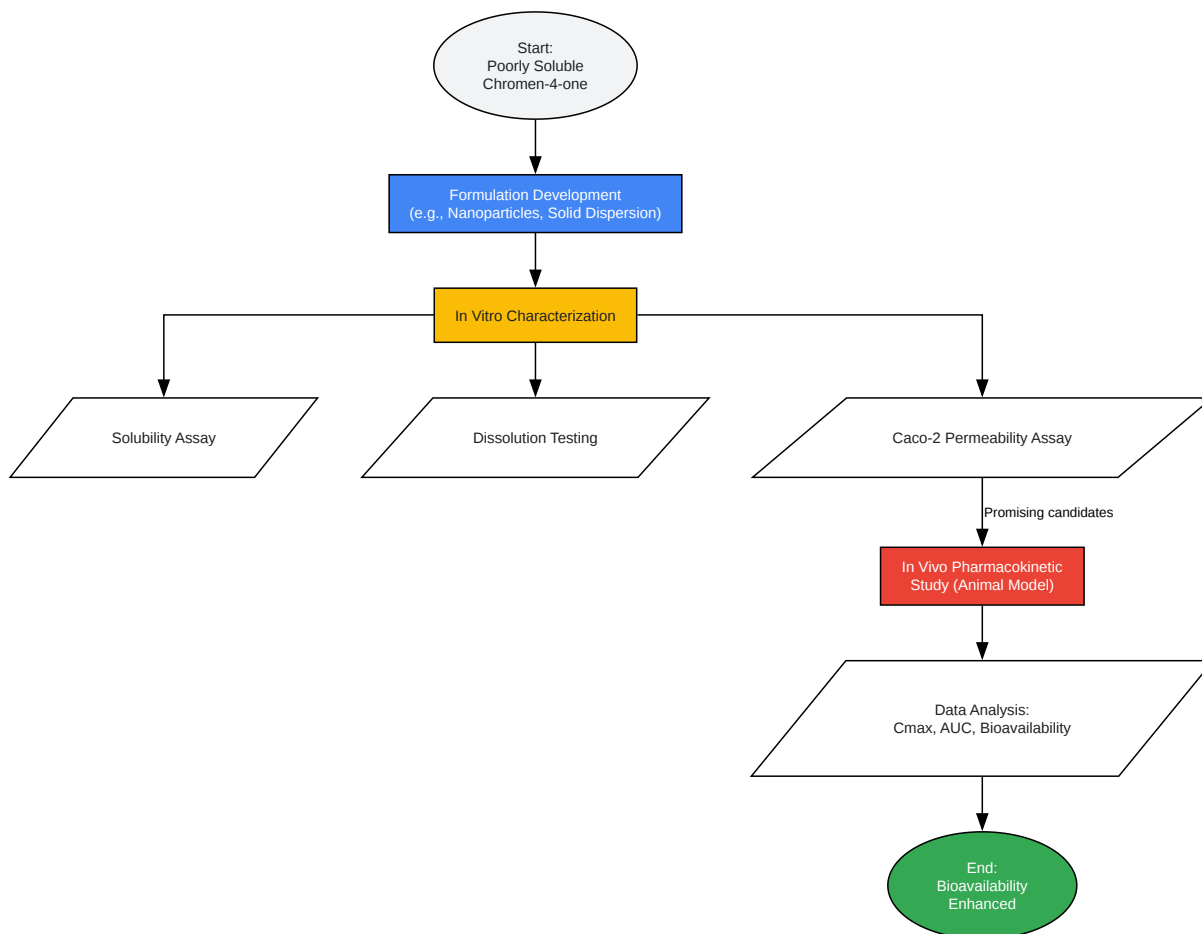 Start:
Poorly Soluble
Chromen-4-one
Formulation Development
(e.g., Nanoparticles, Solid Dispersion)
In Vitro Characterization
Solubility Assay
Dissolution Testing
Caco-2 Permeability Assay
Promising candidates
In Vivo Pharmacokinetic
Study (Animal Model)
Data Analysis:
Cmax, AUC, Bioavailability
End:
Bioavailability
Enhanced